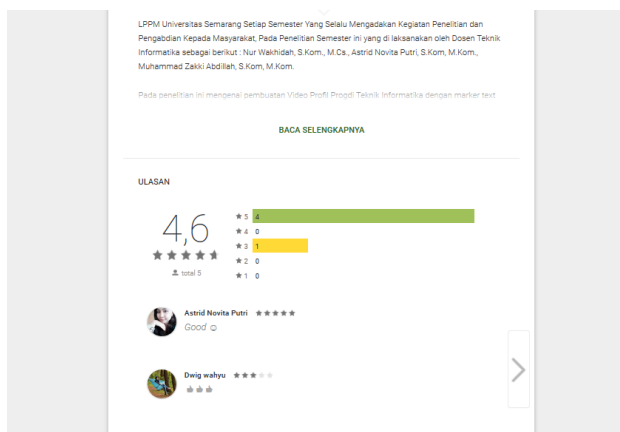 LPPM Universitas Semarang Setiap Semester Yang Selalu Mengadakan Kegiatan Penelitian dan
Pengabdian Kepada Masyarakat, Pada Penelitian Semester ini yang di laksanakan oleh Dosen Teknik
Informatika sebagai berikut : Nur Wakhidah, S.Kom., M.Cs., Astrid Novita Putri, S.Kom, M.Kom.,
Muhammad Zakki Abdillah, S.Kom, M.Kom.
Pada penelitian ini mengenai pembuatan Video Profil Progdi Teknik Informatika dengan marker text
BACA SELENGKAPNYA
ULASAN
4,6
total 5
★ 5 4
★ 4 0
★ 3 1
★ 2 0
★ 1 0
Astrid Novita Putri ★★★★★
Good ☺
Dwig wahyu ★★★★★
👍👍👍